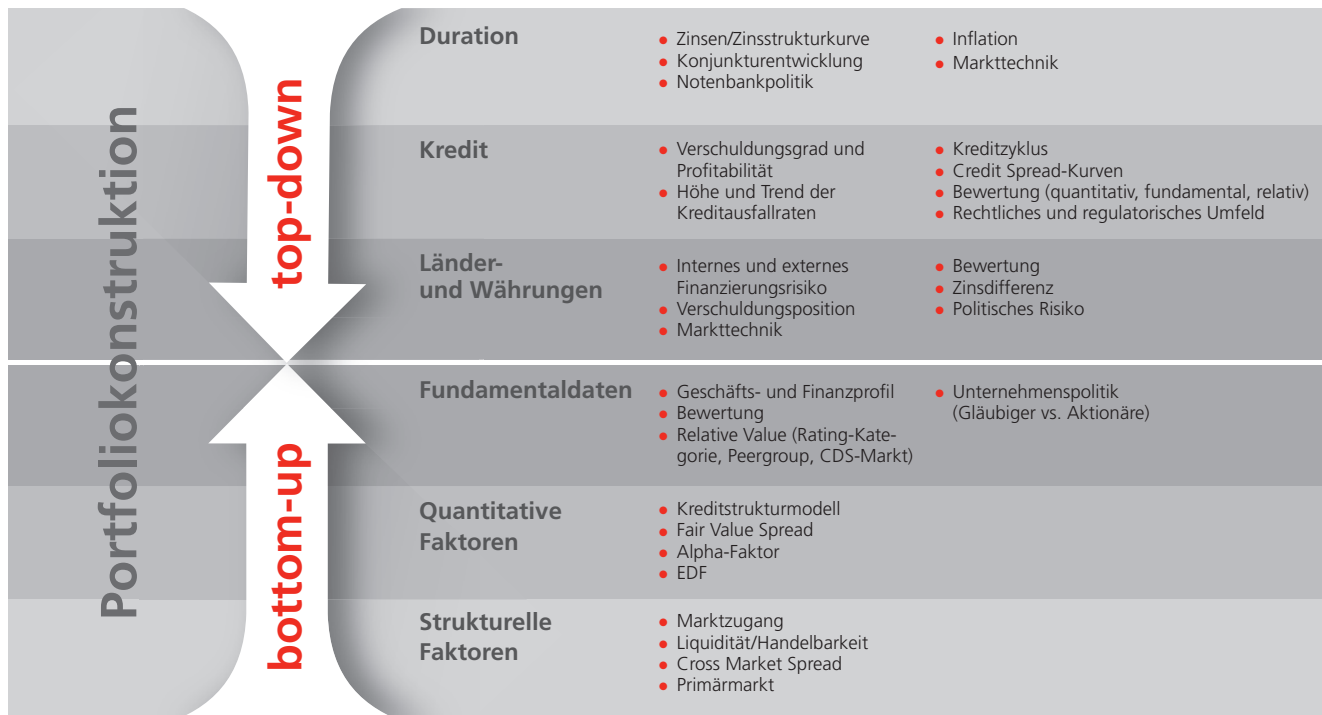 Portfoliokonstruktion
top-down
Duration
Zinsen/Zinsstrukturkurve
Konjunkturentwicklung
Notenbankpolitik
Inflation
Markttechnik
Kredit
Verschuldungsgrad und
Profitabilität
Höhe und Trend der
Kreditausfallraten
Kreditzyklus
Credit Spread-Kurven
Bewertung (quantitativ, fundamental, relativ)
Rechtliches und regulatorisches Umfeld
Länder-
und Währungen
Internes und externes
Finanzierungsrisiko
Verschuldungsposition
Markttechnik
Bewertung
Zinsdifferenz
Politisches Risiko
bottom-up
Fundamentaldaten
Geschäfts- und Finanzprofil
Bewertung
Relative Value (Rating-Kate-
gorie, Peergroup, CDS-Markt)
Unternehmenspolitik
(Gläubiger vs. Aktionäre)
Quantitative
Faktoren
Kreditstrukturmodell
Fair Value Spread
Alpha-Faktor
EDF
Strukturelle
Faktoren
Marktzugang
Liquidität/Handelbarkeit
Cross Market Spread
Primärmarkt